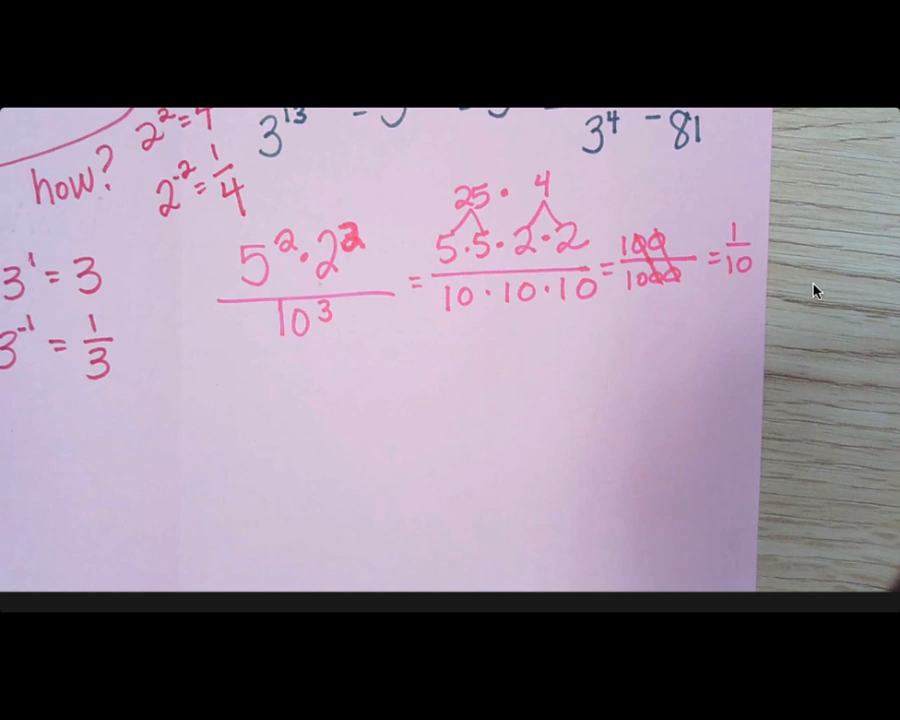 2² = 4
3¹³
3⁴ - 81
how?
2⁻² = 1/4
3¹ = 3
3⁻¹ = 1/3
25 · 4
5² · 2² / 10³ = 5 · 5 · 2 · 2 / 10 · 10 · 10 = 100/1000 = 1/10